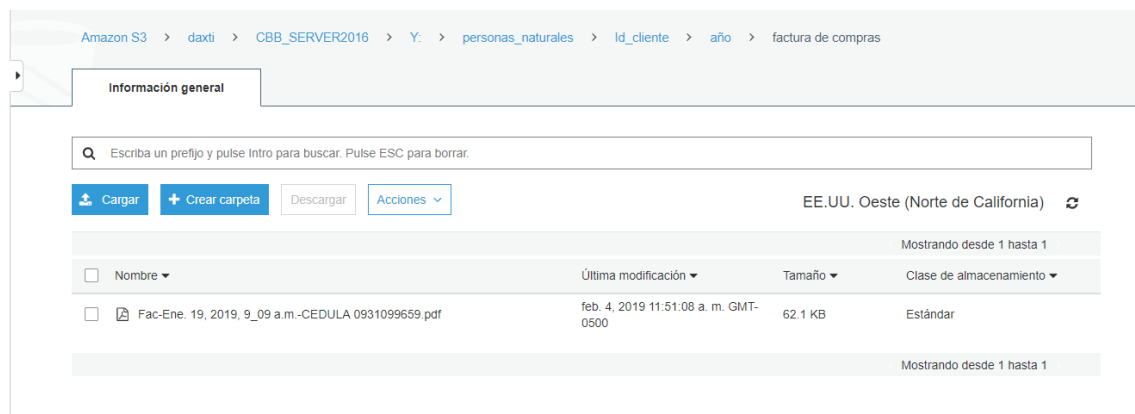 Amazon S3 > daxti > CBB_SERVER2016 > Y: > personas_naturales > Id_cliente > año > factura de compras
Información general
Escriba un prefijo y pulse Intro para buscar. Pulse ESC para borrar.
Cargar + Crear carpeta Descargar Acciones EE.UU. Oeste (Norte de California)
Mostrando desde 1 hasta 1
Nombre Última modificación Tamaño Clase de almacenamiento
Fac-Ene. 19, 2019, 9_09 a.m.-CEDULA 0931099659.pdf feb. 4, 2019 11:51:08 a. m. GMT-
0500 62.1 KB Estándar
Mostrando desde 1 hasta 1